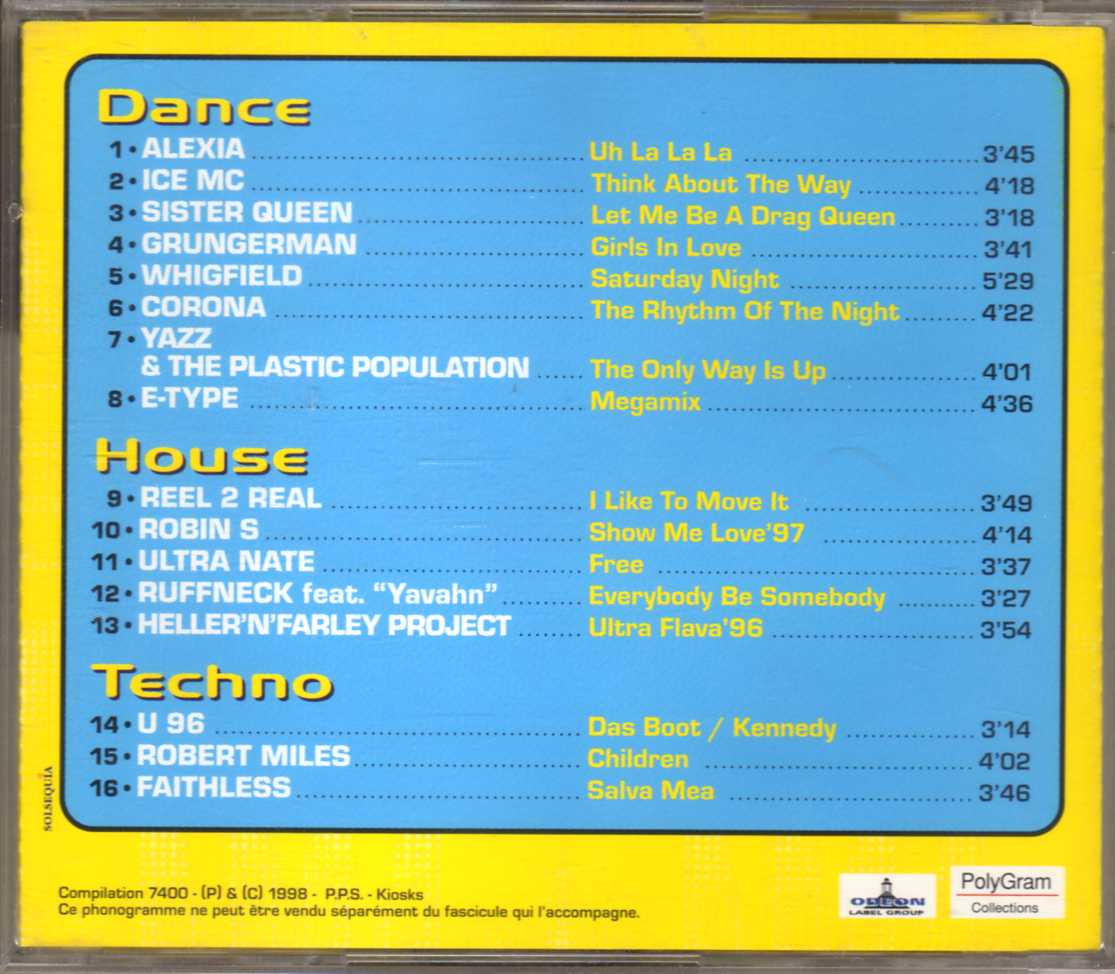 Dance
1 • ALEXIA ........ Uh La La La ........ 3'45
2 • ICE MC ........ Think About The Way ........ 4'18
3 • SISTER QUEEN ........ Let Me Be A Drag Queen ........ 3'18
4 • GRUNGERMAN ........ Girls In Love ........ 3'41
5 • WHIGFIELD ........ Saturday Night ........ 5'29
6 • CORONA ........ The Rhythm Of The Night ........ 4'22
7 • YAZZ
& THE PLASTIC POPULATION ........ The Only Way Is Up ........ 4'01
8 • E-TYPE ........ Megamix ........ 4'36
House
9 • REEL 2 REAL ........ I Like To Move It ........ 3'49
10 • ROBIN S ........ Show Me Love'97 ........ 4'14
11 • ULTRA NATE ........ Free ........ 3'37
12 • RUFFNECK feat. "Yavahn" ........ Everybody Be Somebody ........ 3'27
13 • HELLER'N'FARLEY PROJECT ........ Ultra Flava'96 ........ 3'54
Techno
14 • U 96 ........ Das Boot / Kennedy ........ 3'14
15 • ROBERT MILES ........ Children ........ 4'02
16 • FAITHLESS ........ Salva Mea ........ 3'46
SOLSEQUIA
Compilation 7400 - (P) & (C) 1998 - P.P.S. - Kiosks
Ce phonogramme ne peut être vendu séparément du fascicule qui l'accompagne.
ODEON
LABEL GROUP
PolyGram
Collections